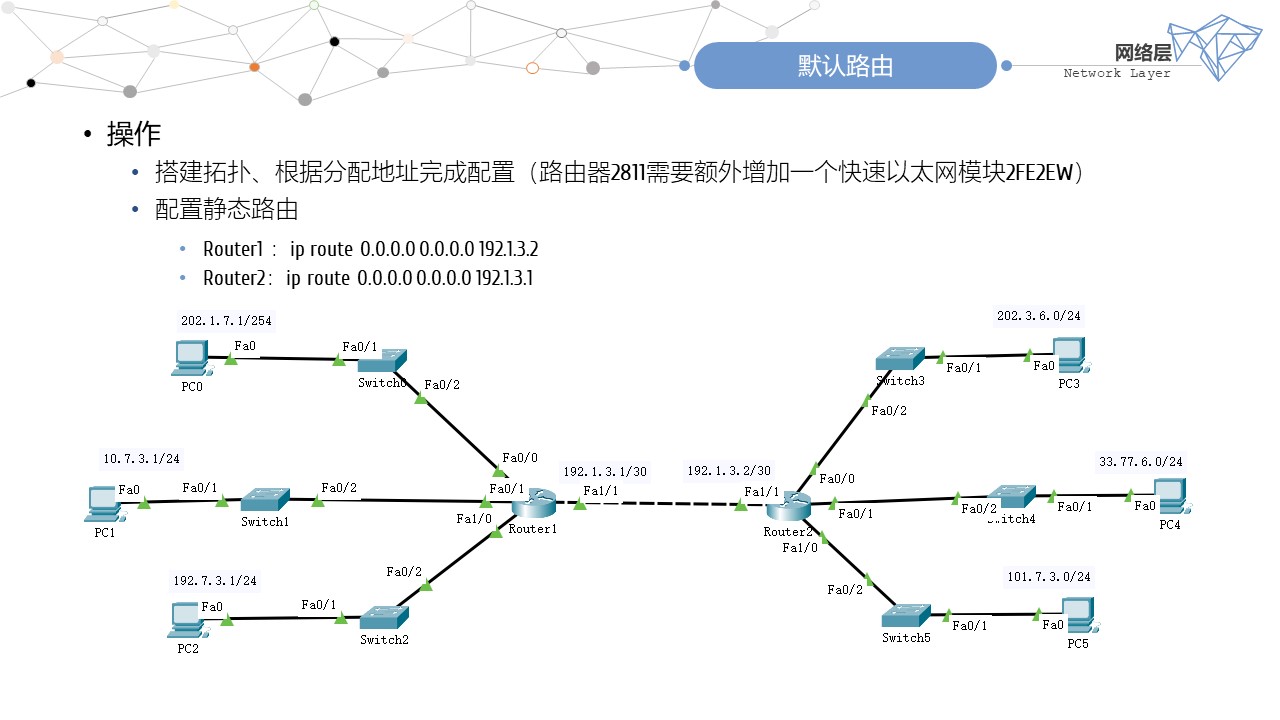 默认路由
网络层
Network Layer
• 操作
• 搭建拓扑、根据分配地址完成配置（路由器2811需要额外增加一个快速以太网模块2FE2EW）
• 配置静态路由
• Router1 ： ip route 0.0.0.0 0.0.0.0 192.1.3.2
• Router2： ip route 0.0.0.0 0.0.0.0 192.1.3.1
202.1.7.1/254
202.3.6.0/24
Fa0
Fa0/1
PC0
Switch0
Fa0/2
Switch3
Fa0/1
Fa0
PC3
Fa0/2
10.7.3.1/24
Fa0/0
192.1.3.1/30
192.1.3.2/30
Fa0/0
33.77.6.0/24
Fa0
Fa0/1
Fa0/2
Fa0/1
Fa1/1
Fa1/1
Fa0/1
Fa0/2
Fa0/1
Fa0
PC1
Switch1
Fa1/0
Router1
Router2
Fa1/0
Switch4
PC4
192.7.3.1/24
Fa0/2
Fa0/2
101.7.3.0/24
Fa0
Fa0/1
PC2
Switch2
Switch5
Fa0/1
Fa0
PC5